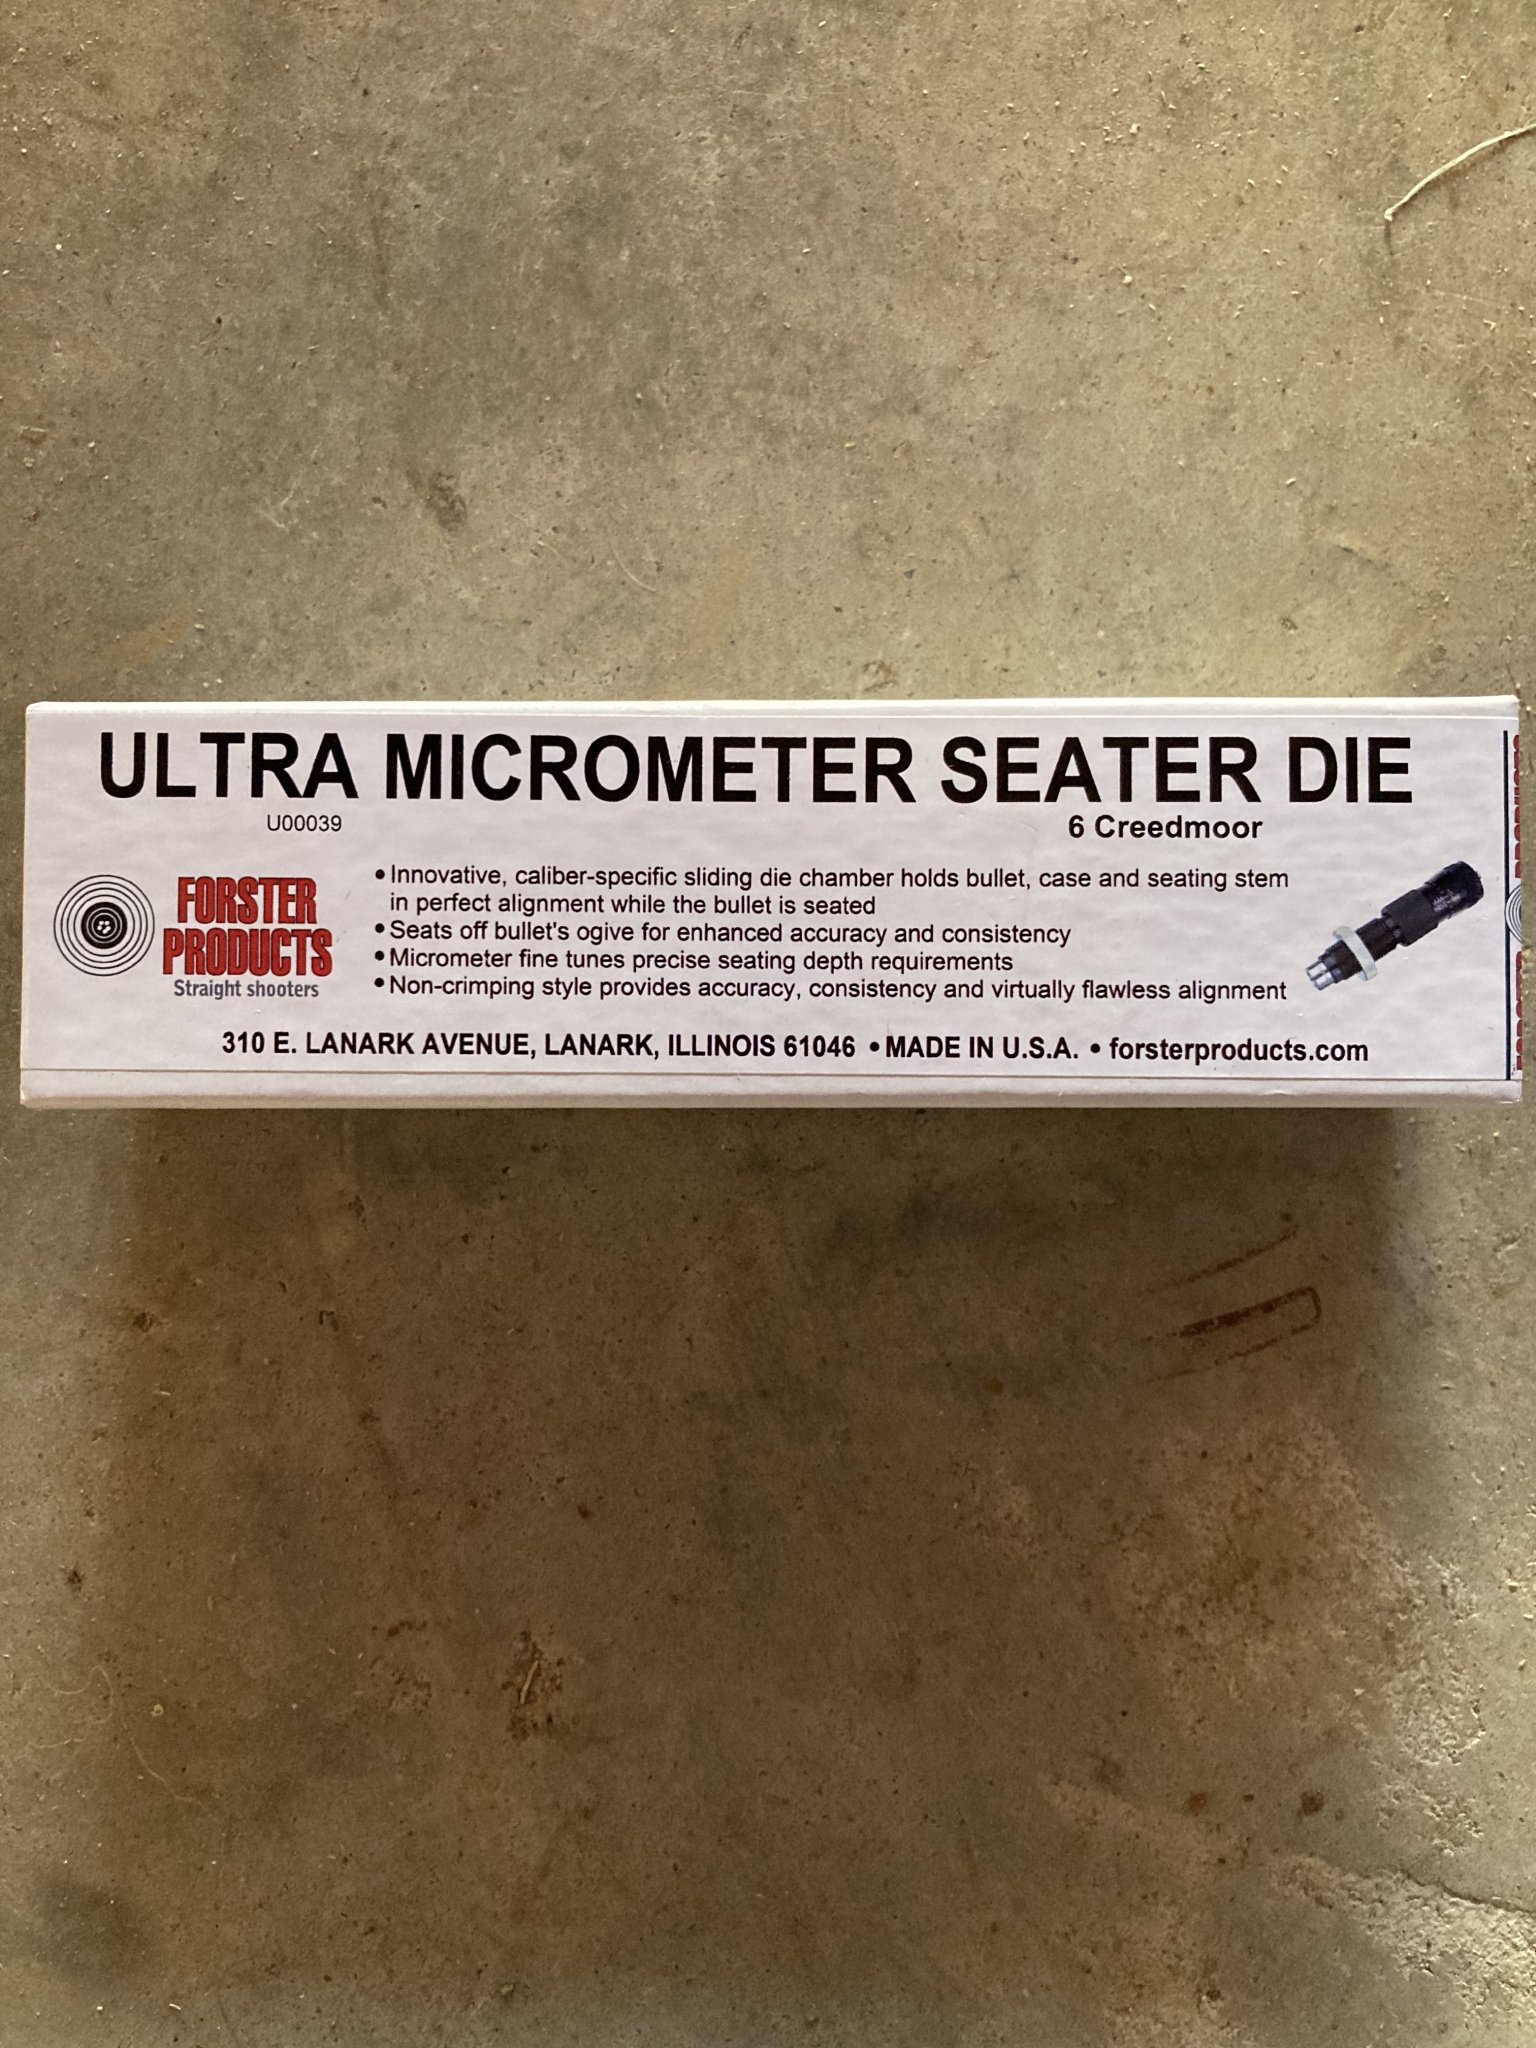 ULTRA MICROMETER SEATER DIE
U00039
6 Creedmoor
FORSTER
PRODUCTS
Straight shooters
• Innovative, caliber-specific sliding die chamber holds bullet, case and seating stem
in perfect alignment while the bullet is seated
• Seats off bullet's ogive for enhanced accuracy and consistency
• Micrometer fine tunes precise seating depth requirements
• Non-crimping style provides accuracy, consistency and virtually flawless alignment
310 E. LANARK AVENUE, LANARK, ILLINOIS 61046 • MADE IN U.S.A. • forsterproducts.com